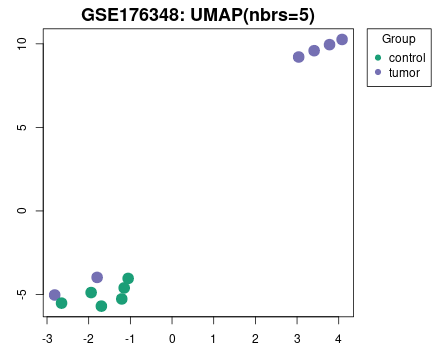 GSE176348: UMAP(nbrs=5)
Group
control
tumor
10
5
0
-5
-3 -2 -1 0 1 2 3 4